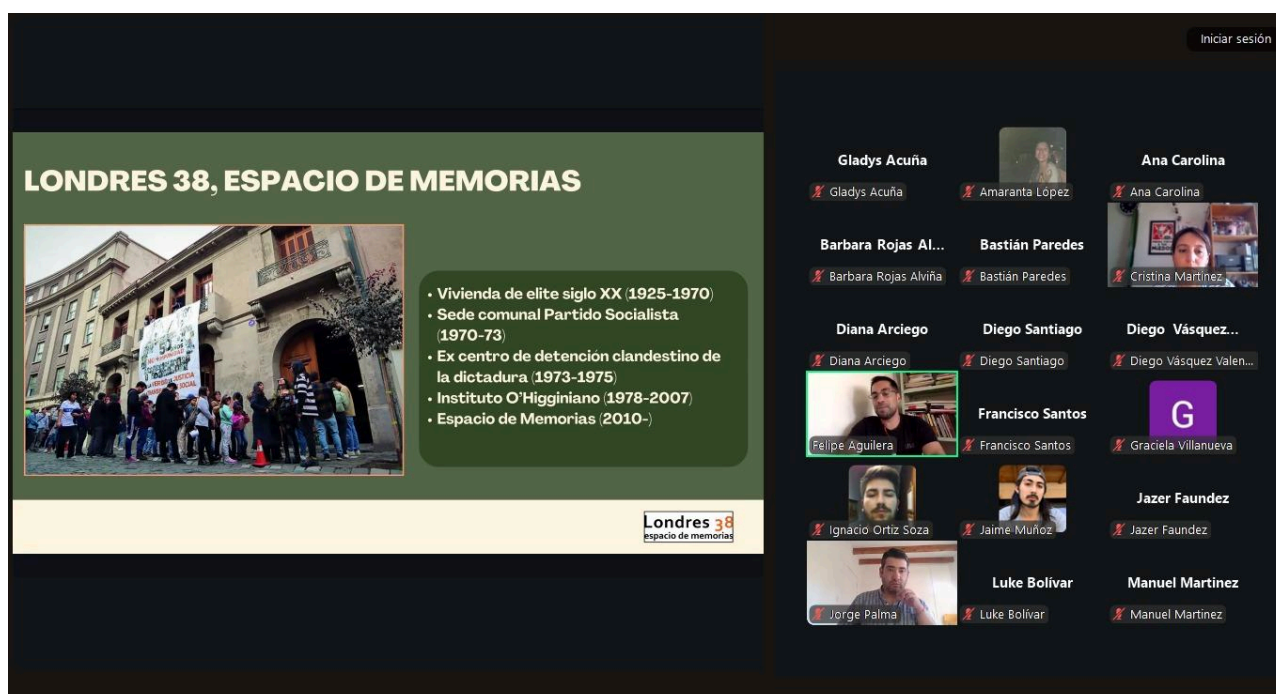 Iniciar sesión
LONDRES 38, ESPACIO DE MEMORIAS
• Vivienda de elite siglo XX (1925-1970)
• Sede comunal Partido Socialista
(1970-73)
• Ex centro de detención clandestino de
la dictadura (1973-1975)
• Instituto O’Higginiano (1978-2007)
• Espacio de Memorias (2010-)
Londres 38
espacio de memorias
Gladys Acuña
Ana Carolina
Gladys Acuña
Amaranta López
Ana Carolina
Barbara Rojas Al...
Bastián Paredes
Barbara Rojas Alviña
Bastián Paredes
Cristina Martinez
Diana Arciego
Diego Santiago
Diego Vásquez...
Diana Arciego
Diego Santiago
Diego Vásquez Valen...
Francisco Santos
G
Felipe Aguilera
Francisco Santos
Graciela Villanueva
Jazer Faundez
Ignacio Ortiz Soza
Jaime Muñoz
Jazer Faundez
Luke Bolívar
Manuel Martinez
Jorge Palma
Luke Bolívar
Manuel Martinez